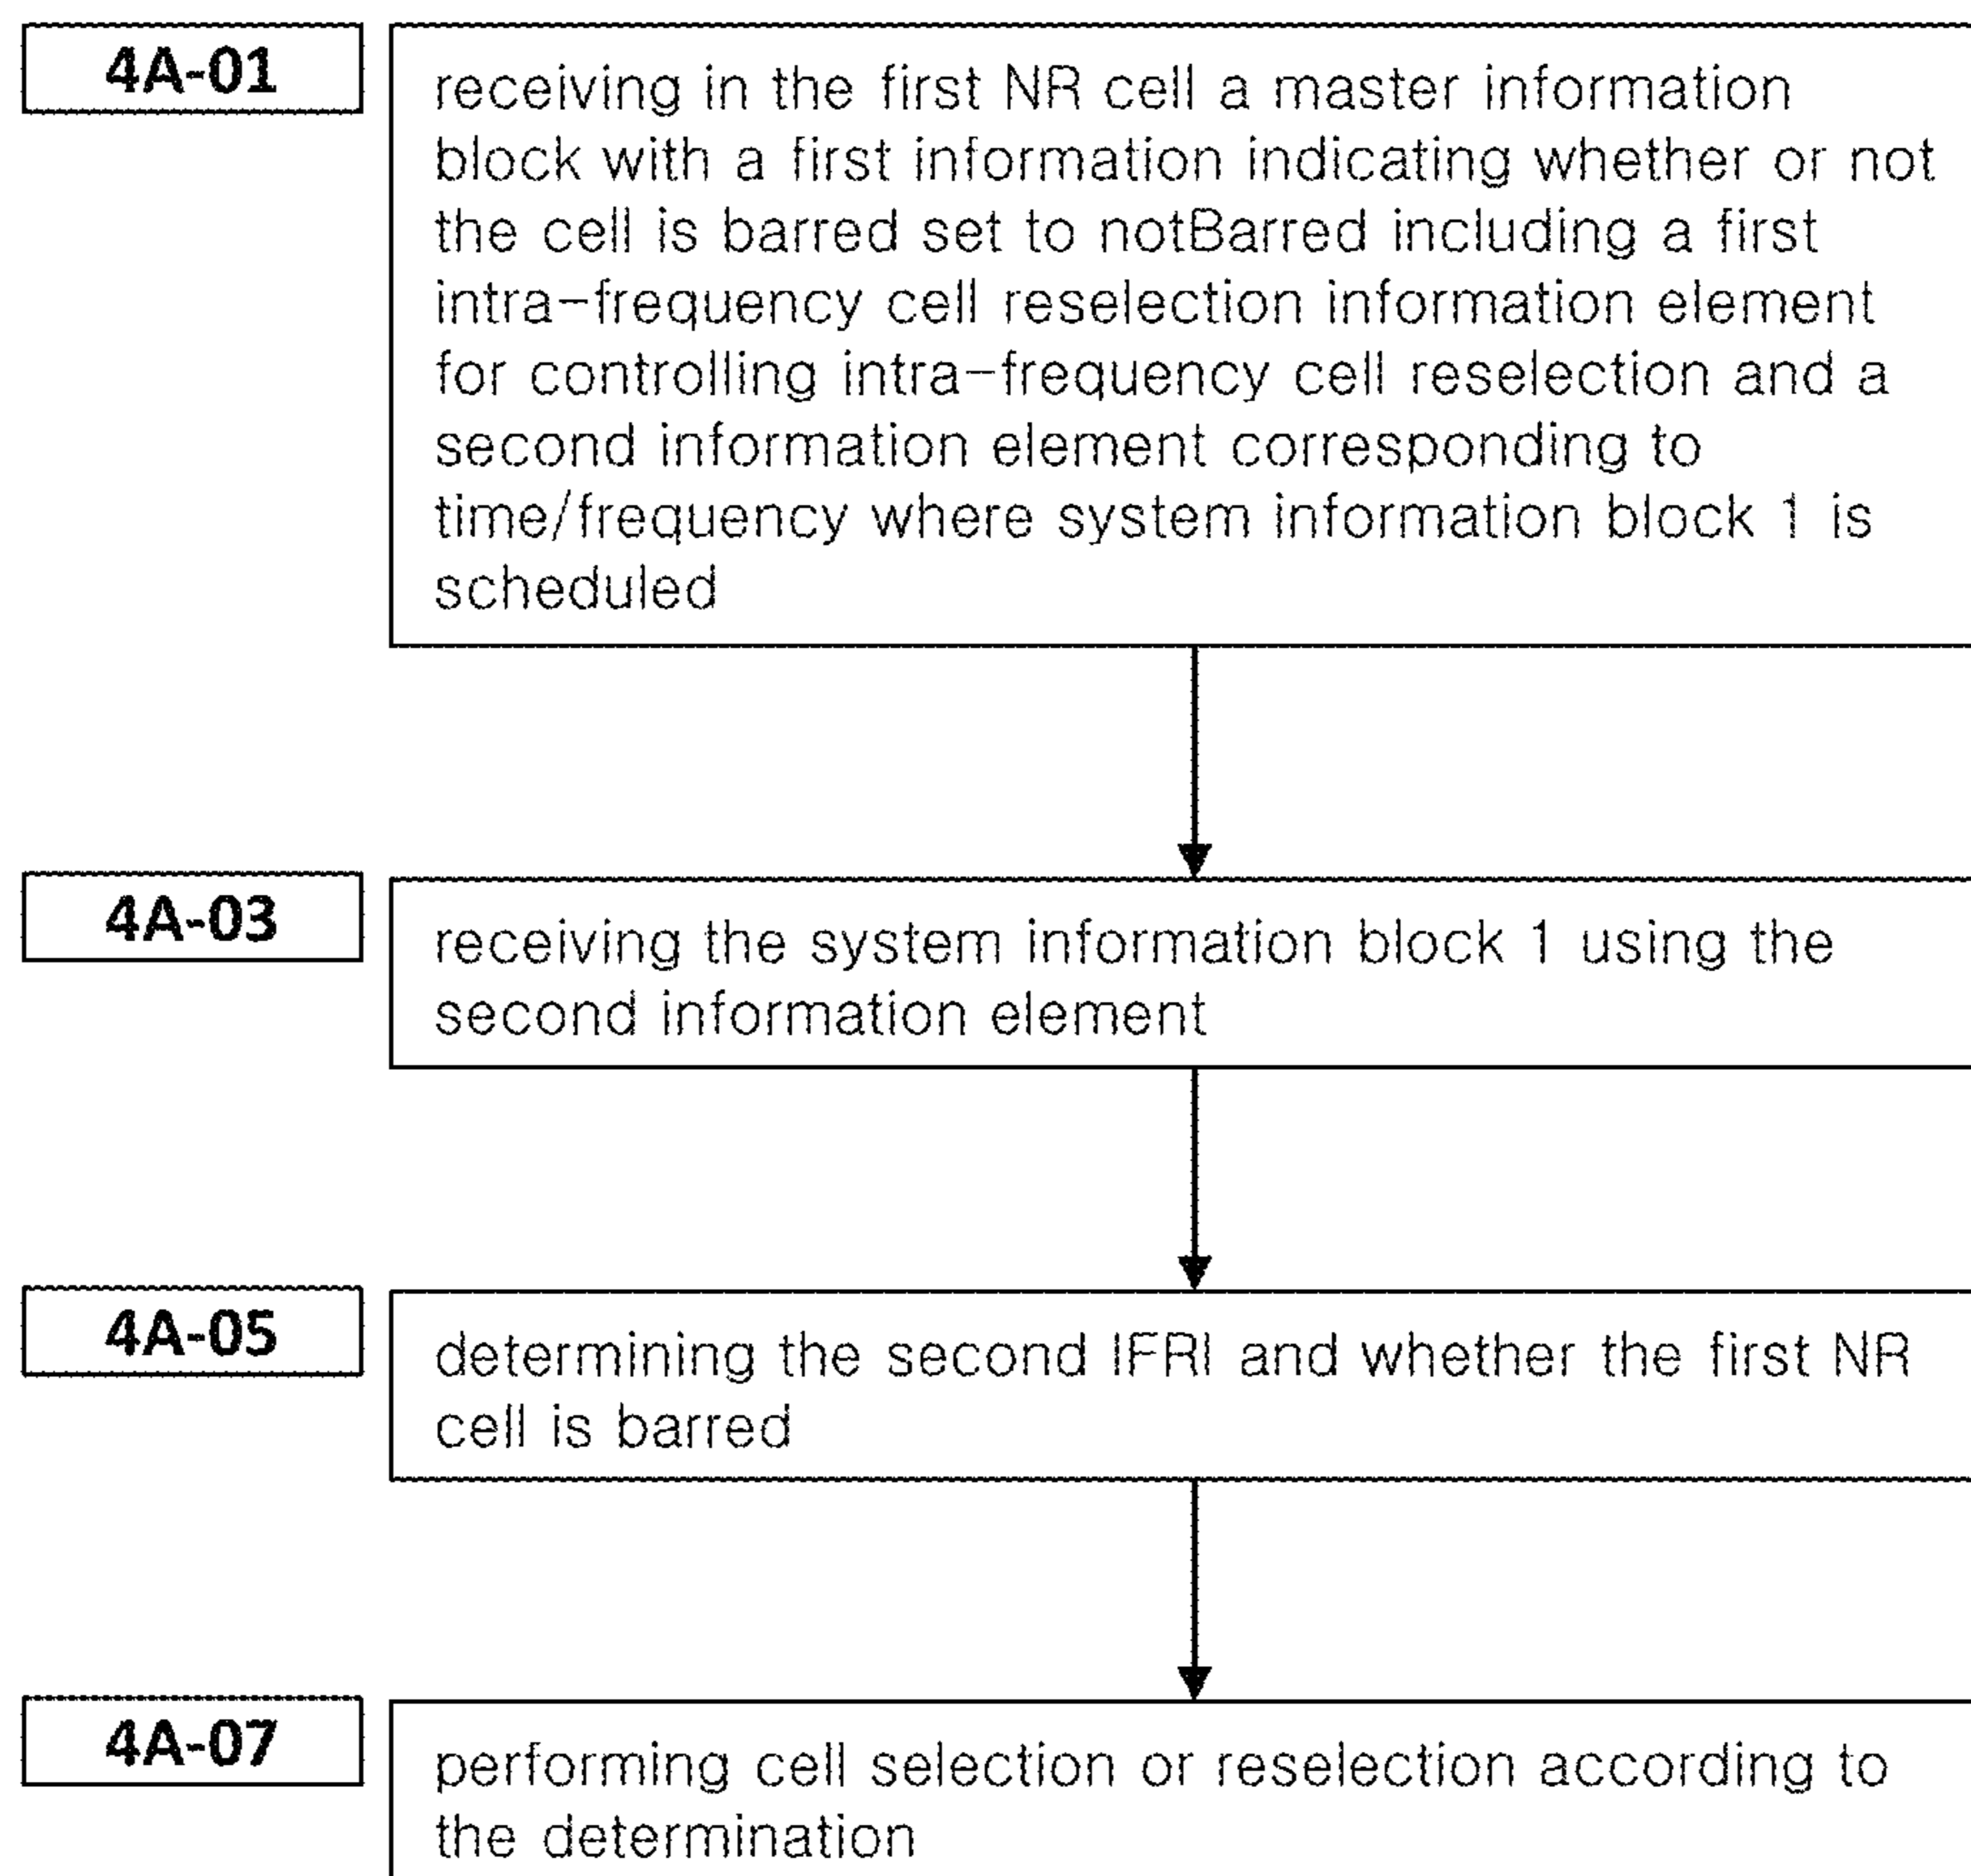 4A-01
receiving in the first NR cell a master information
block with a first information indicating whether or not
the cell is barred set to notBarred including a first
intra-frequency cell reselection information element
for controlling intra-frequency cell reselection and a
second information element corresponding to
time/frequency where system information block 1 is
scheduled
4A-03
receiving the system information block 1 using the
second information element
4A-05
determining the second IFRI and whether the first NR
cell is barred
4A-07
performing cell selection or reselection according to
the determination